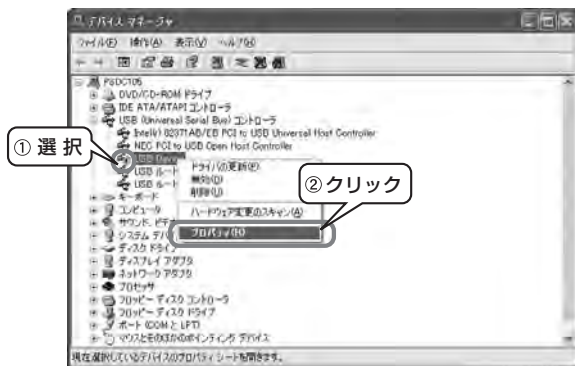 デバイス マネージャ
ファイル(F) 操作(A) 表示(V) ヘルプ(H)
PSDC105
DVD/CD-ROM ドライブ
IDE ATA/ATAPI コントローラ
USB (Universal Serial Bus) コントローラ
Intel(r) 82371AB/EB PCI to USB Universal Host Controller
NEC PCI to USB Open Host Controller
① 選 択
USB Devi
USB ルート
USB ルート
ドライバの更新(P)
無効(D)
削除(U)
ハードウェア変更のスキャン(A)
プロパティ(R)
②クリック
キーボード
コンピュータ
サウンド、ビデオ
システム デバ
ディスク ドライブ
ディスプレイ アダプタ
ネットワーク アダプタ
プロセッサ
フロッピー ディスク コントローラ
フロッピー ディスク ドライブ
ポート (COM と LPT)
マウスとそのほかのポインティング デバイス
現在選択しているデバイスのプロパティ シートを開きます。